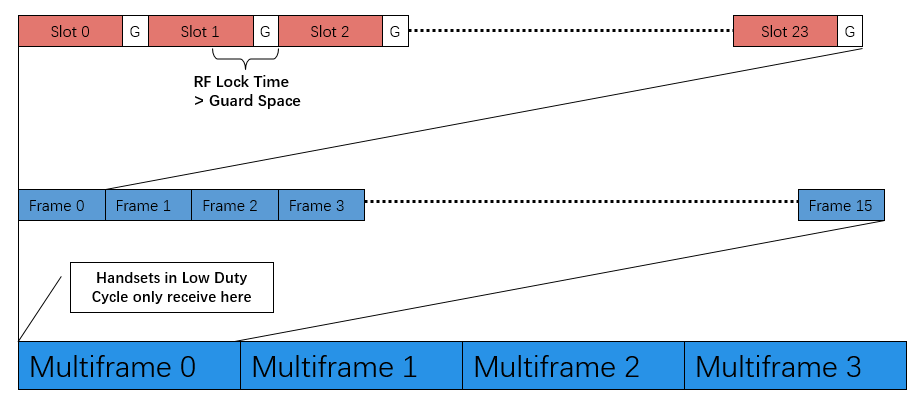 Slot 0 G Slot 1 G Slot 2 G Slot 23 G
RF Lock Time
> Guard Space
Frame 0 Frame 1 Frame 2 Frame 3 Frame 15
Handsets in Low Duty
Cycle only receive here
Multiframe 0 Multiframe 1 Multiframe 2 Multiframe 3